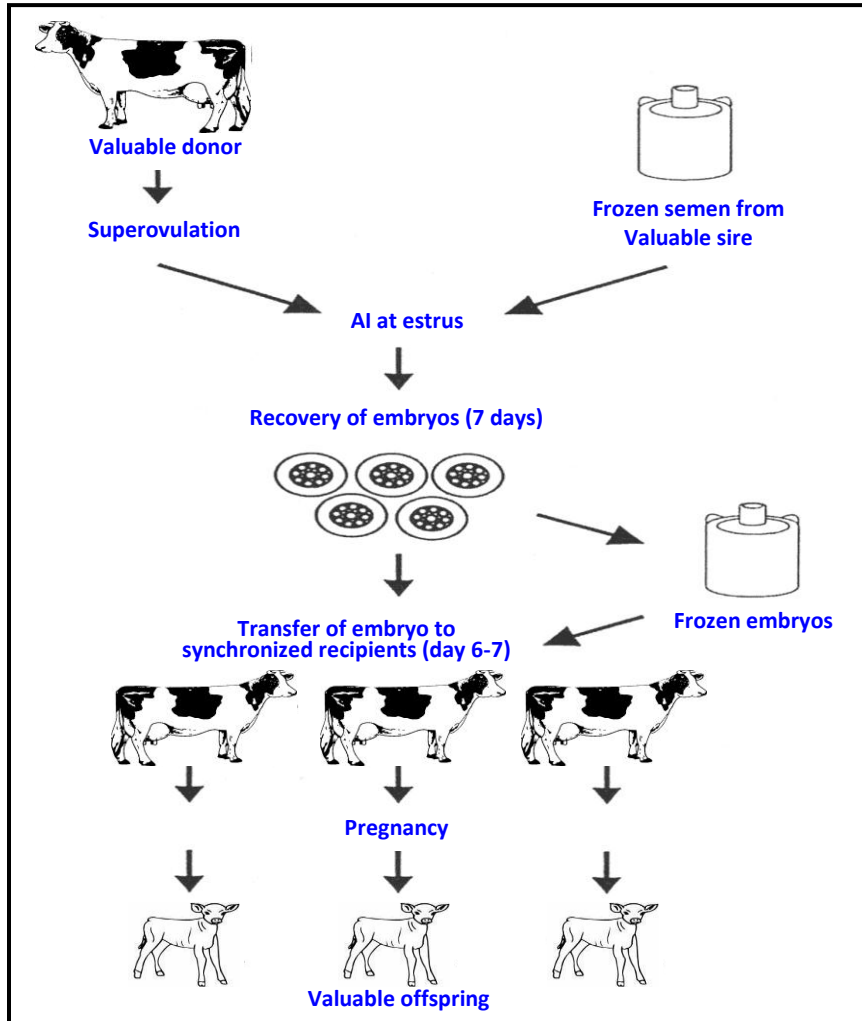 Valuable donor
Superovulation
Frozen semen from
Valuable sire
AI at estrus
Recovery of embryos (7 days)
Frozen embryos
Transfer of embryo to
synchronized recipients (day 6-7)
Pregnancy
Valuable offspring